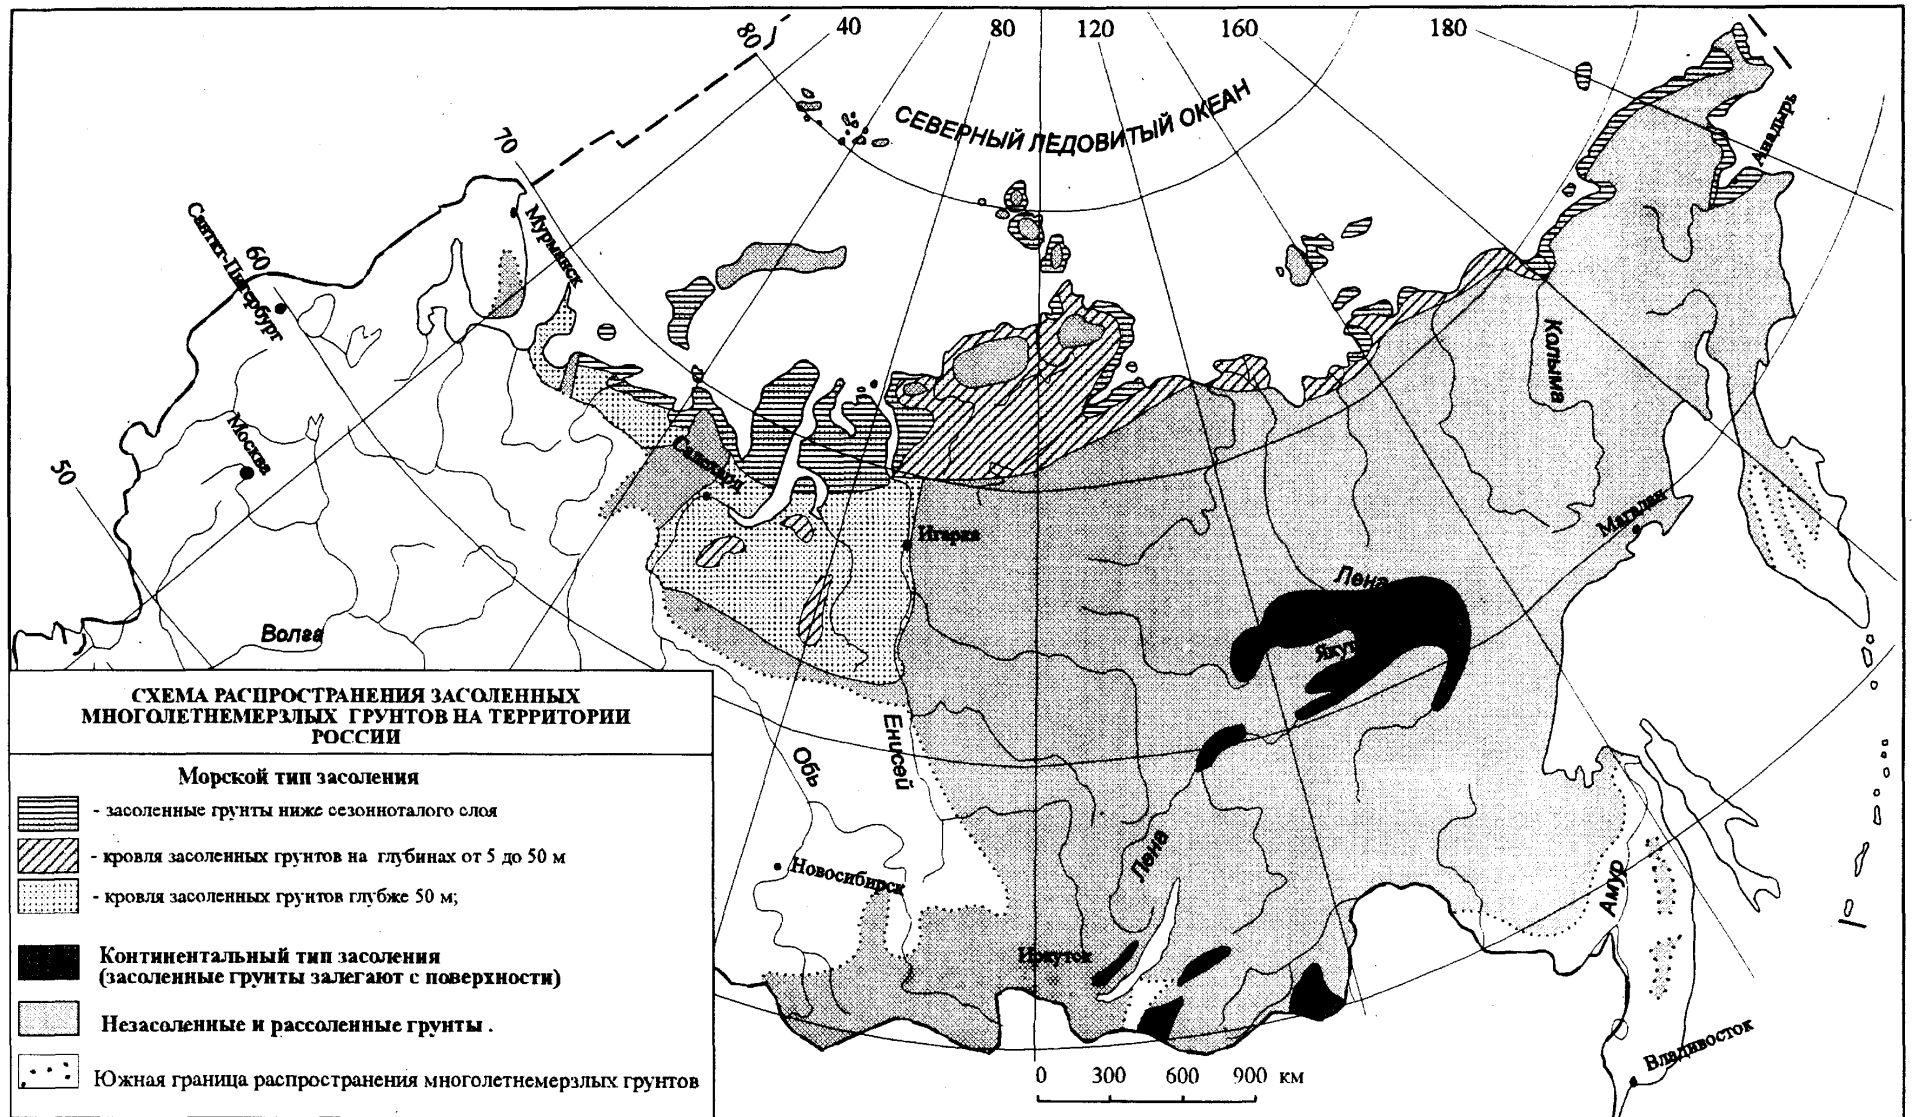 40
80
120
160
180
80
70
60
50
СЕВЕРНЫЙ ЛЕДОВИТЫЙ ОКЕАН
Анадырь
Мурманск
Санкт-Питербург
Москва
Салехард
Игарка
Колыма
Магадан
Лена
Якут
Волга
Обь
Енисей
Новосибирск
Лена
Иркуток
Амур
Владивосток
0 300 600 900 км
СХЕМА РАСПРОСТРАНЕНИЯ ЗАСОЛЕННЫХ
МНОГОЛЕТНЕМЕРЗЛЫХ ГРУНТОВ НА ТЕРРИТОРИИ
РОССИИ
Морской тип засоления
- засоленные грунты ниже сезонноталого слоя
- кровля засоленных грунтов на глубинах от 5 до 50 м
- кровля засоленных грунтов глубже 50 м;
Континентальный тип засоления
(засоленные грунты залегают с поверхности)
Незасоленные и рассоленные грунты .
Южная граница распространения многолетнемерзлых грунтов